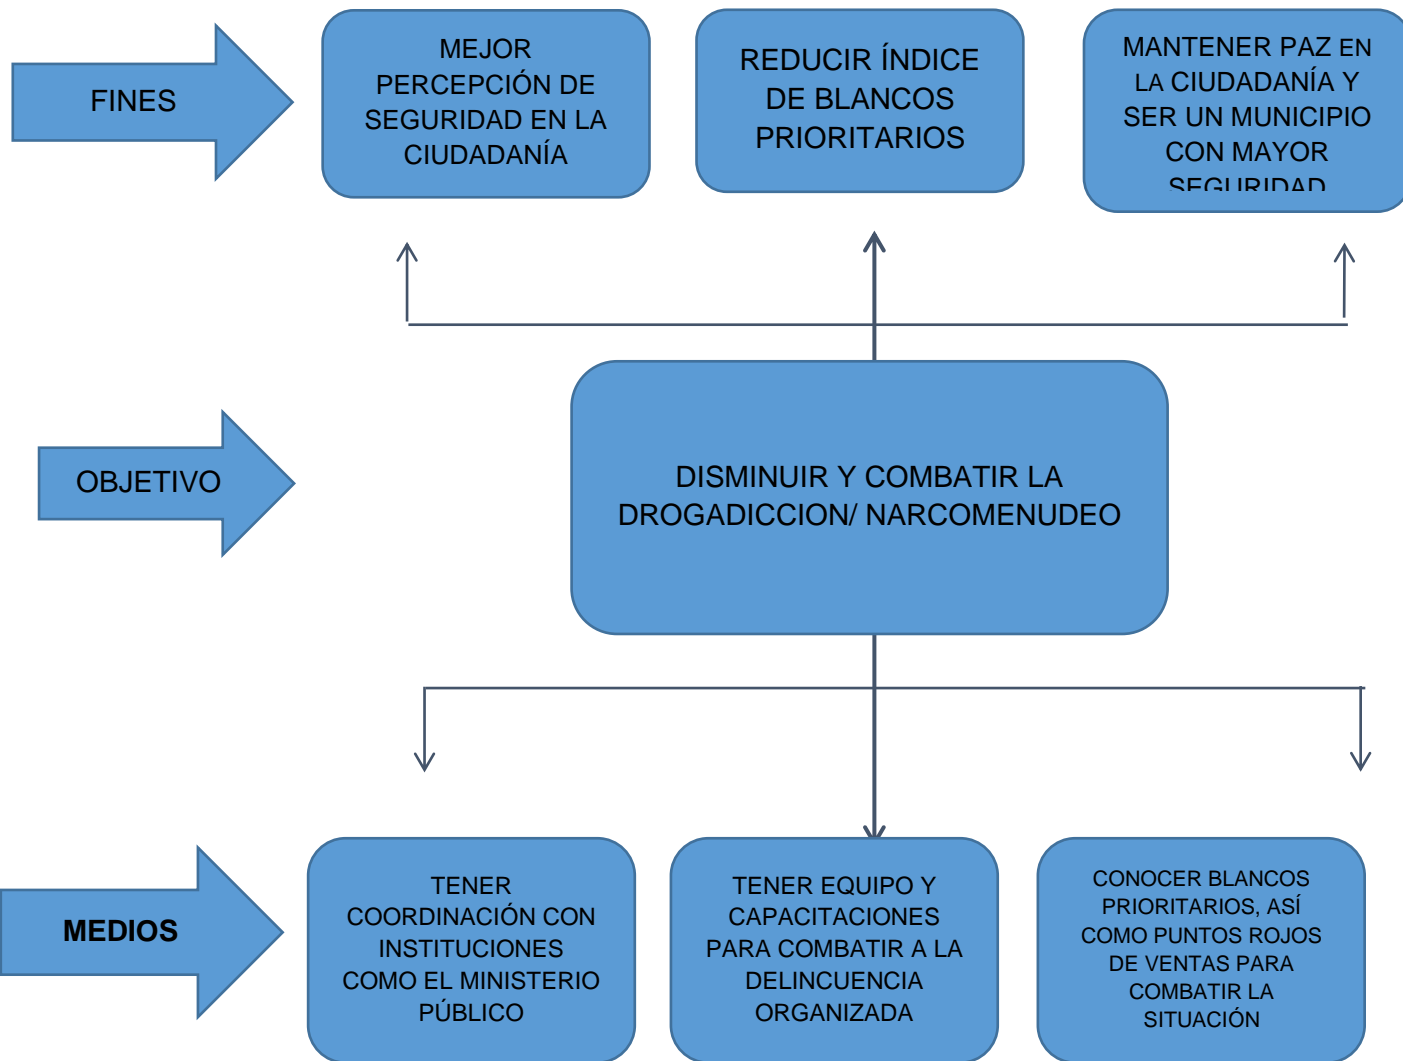 FINES
MEJOR
PERCEPCIÓN DE
SEGURIDAD EN LA
CIUDADANÍA
REDUCIR ÍNDICE
DE BLANCOS
PRIORITARIOS
MANTENER PAZ EN
LA CIUDADANÍA Y
SER UN MUNICIPIO
CON MAYOR
SEGURIDAD
OBJETIVO
DISMINUIR Y COMBATIR LA
DROGADICCION/ NARCOMENUDEO
MEDIOS
TENER
COORDINACIÓN CON
INSTITUCIONES
COMO EL MINISTERIO
PÚBLICO
TENER EQUIPO Y
CAPACITACIONES
PARA COMBATIR A LA
DELINCUENCIA
ORGANIZADA
CONOCER BLANCOS
PRIORITARIOS, ASÍ
COMO PUNTOS ROJOS
DE VENTAS PARA
COMBATIR LA
SITUACIÓN